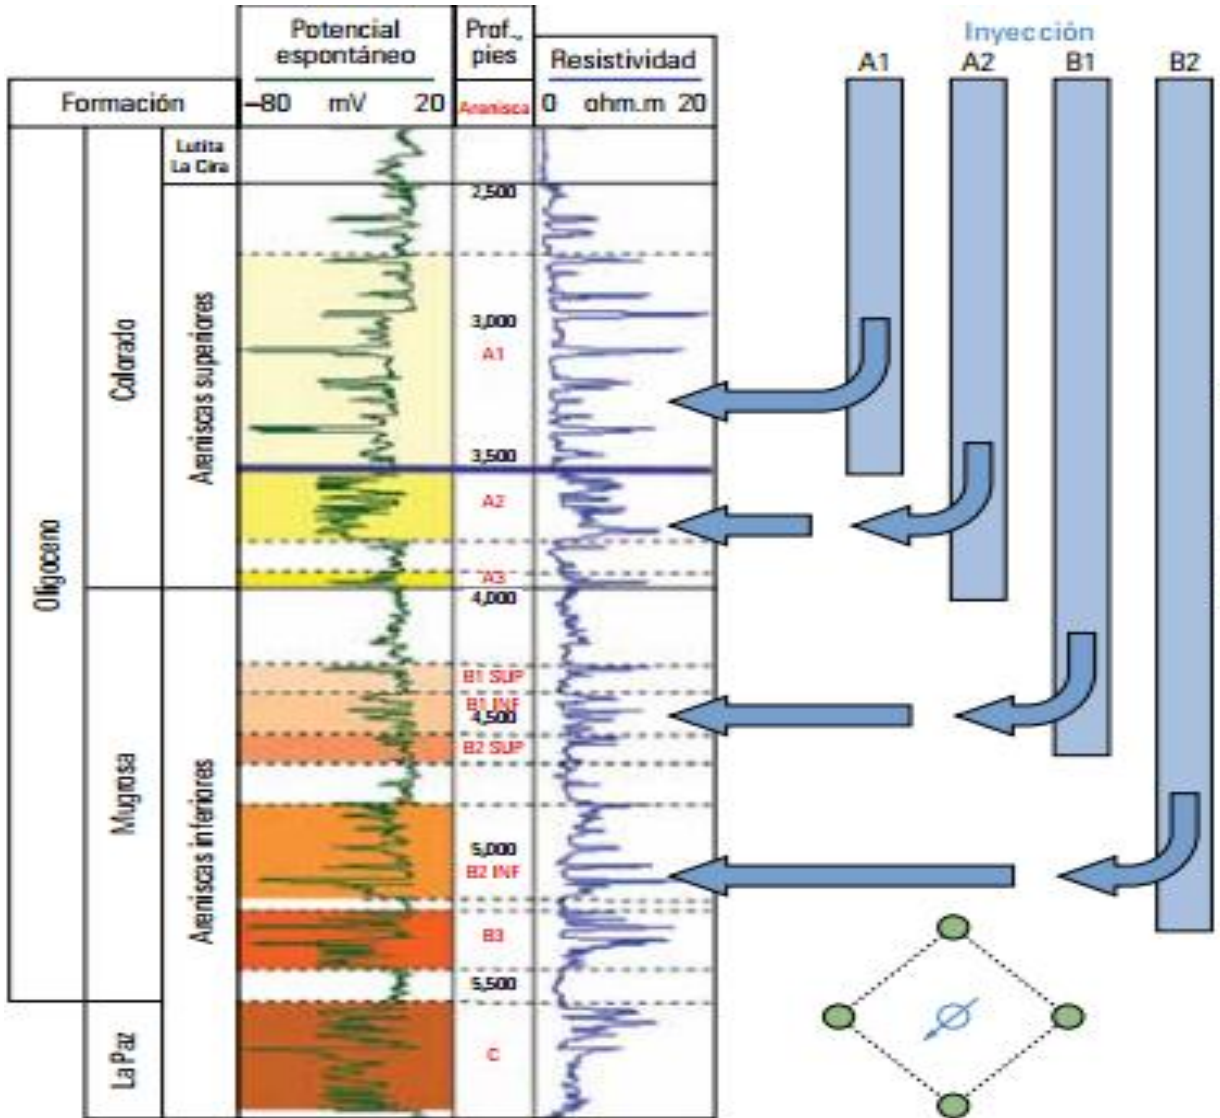 Inyección
Potencial
espontáneo
Prof.,
pies
Resistividad
A1
A2
B1
B2
Formación
–80 mV 20
Arenisca
0 ohm.m 20
Lutita
La Cira
2,500
3,000
A1
3,500
A2
A3
4,000
B1 SUP
B1 INF
4,500
B2 SUP
5,000
B2 INF
B3
5,500
C
Oligoceno
Colorado
Mugrosa
La Paz
Areniscas superiores
Areniscas inferiores